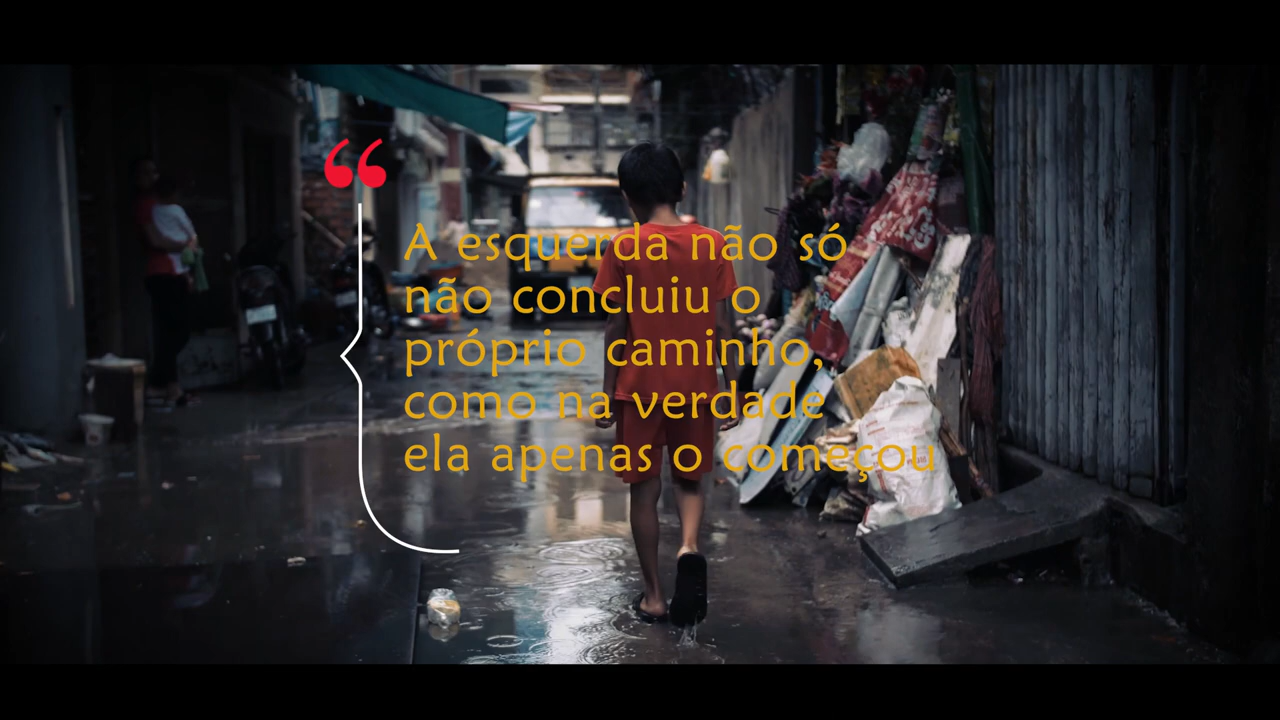 “
A esquerda não só
não concluiu o
próprio caminho,
como na verdade
ela apenas o começou